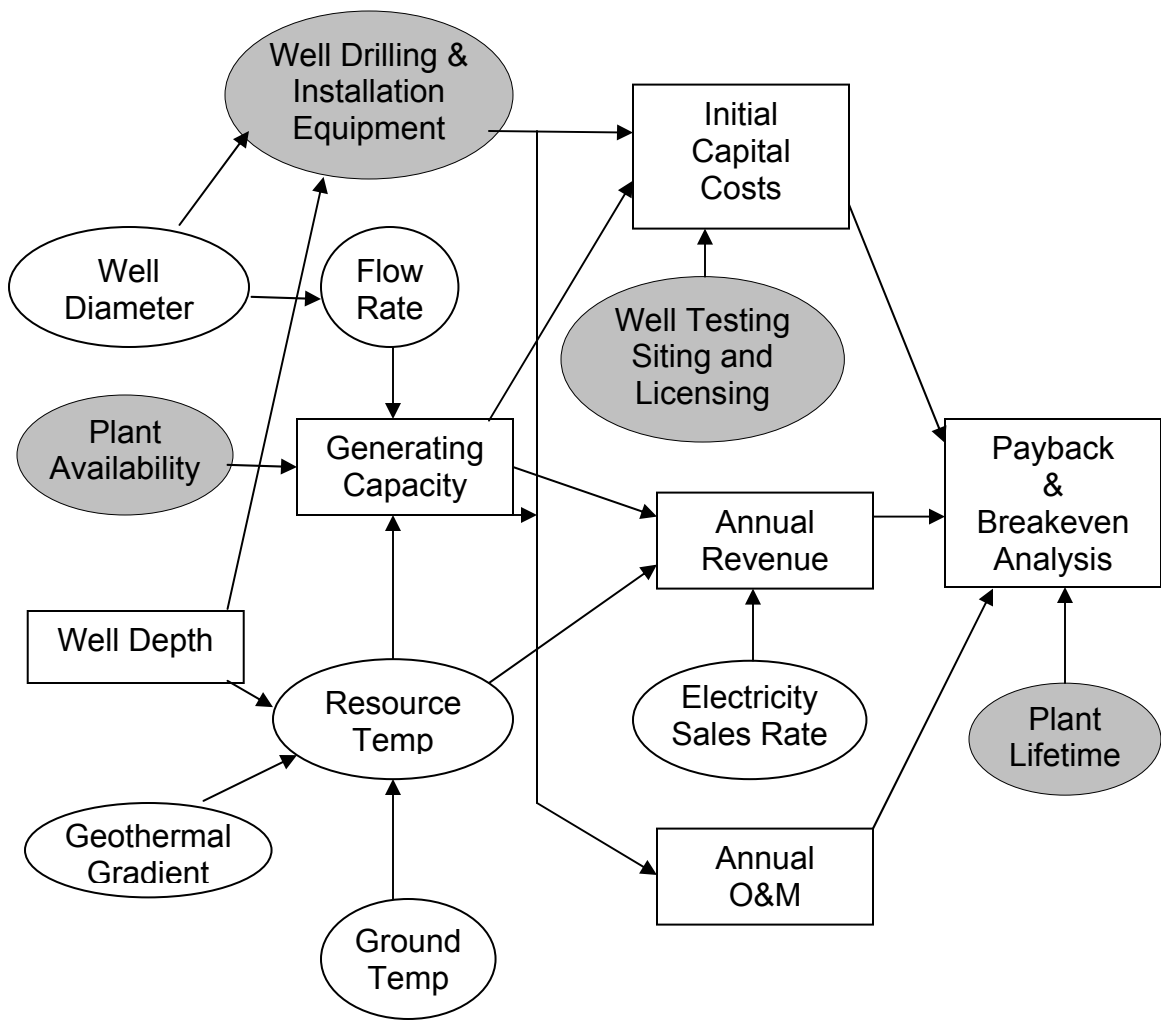 Well Drilling &
Installation
Equipment
Initial
Capital
Costs
Well
Diameter
Flow
Rate
Well Testing
Siting and
Licensing
Plant
Availability
Generating
Capacity
Payback
&
Breakeven
Analysis
Annual
Revenue
Well Depth
Resource
Temp
Electricity
Sales Rate
Plant
Lifetime
Geothermal
Gradient
Annual
O&M
Ground
Temp